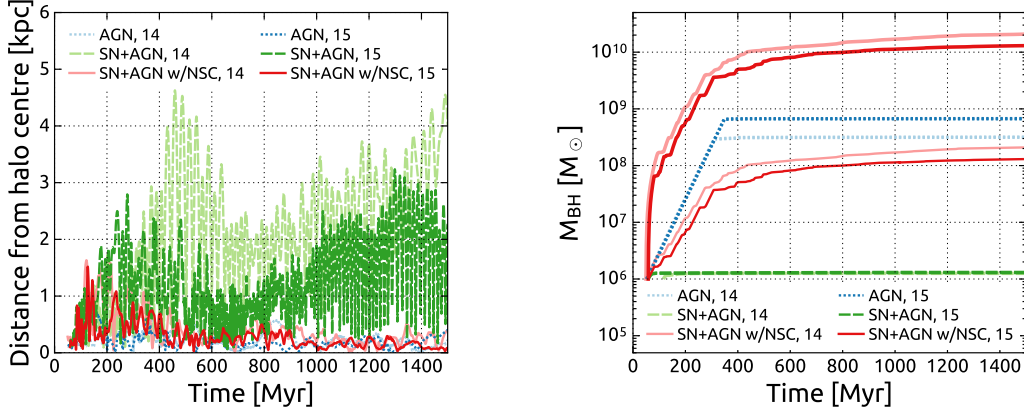 Distance from halo centre [kpc]
6
5
4
3
2
1
0
AGN, 14
SN+AGN, 14
SN+AGN w/NSC, 14
AGN, 15
SN+AGN, 15
SN+AGN w/NSC, 15
0 200 400 600 800 1000 1200 1400
Time [Myr]
M_BH [M_⊙]
10^10
10^9
10^8
10^7
10^6
10^5
AGN, 14
SN+AGN, 14
SN+AGN w/NSC, 14
AGN, 15
SN+AGN, 15
SN+AGN w/NSC, 15
0 200 400 600 800 1000 1200 1400
Time [Myr]